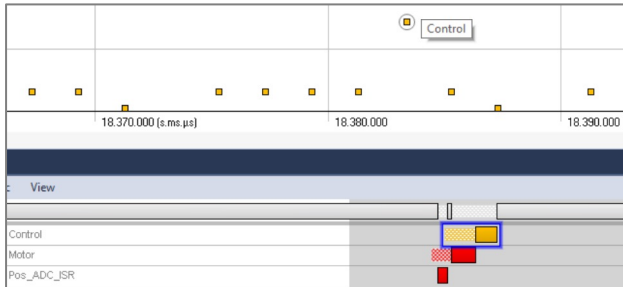 Control
18.370.000 (s.ms.µs)
18.380.000
18.390.000
View
Control
Motor
Pos_ADC_ISR